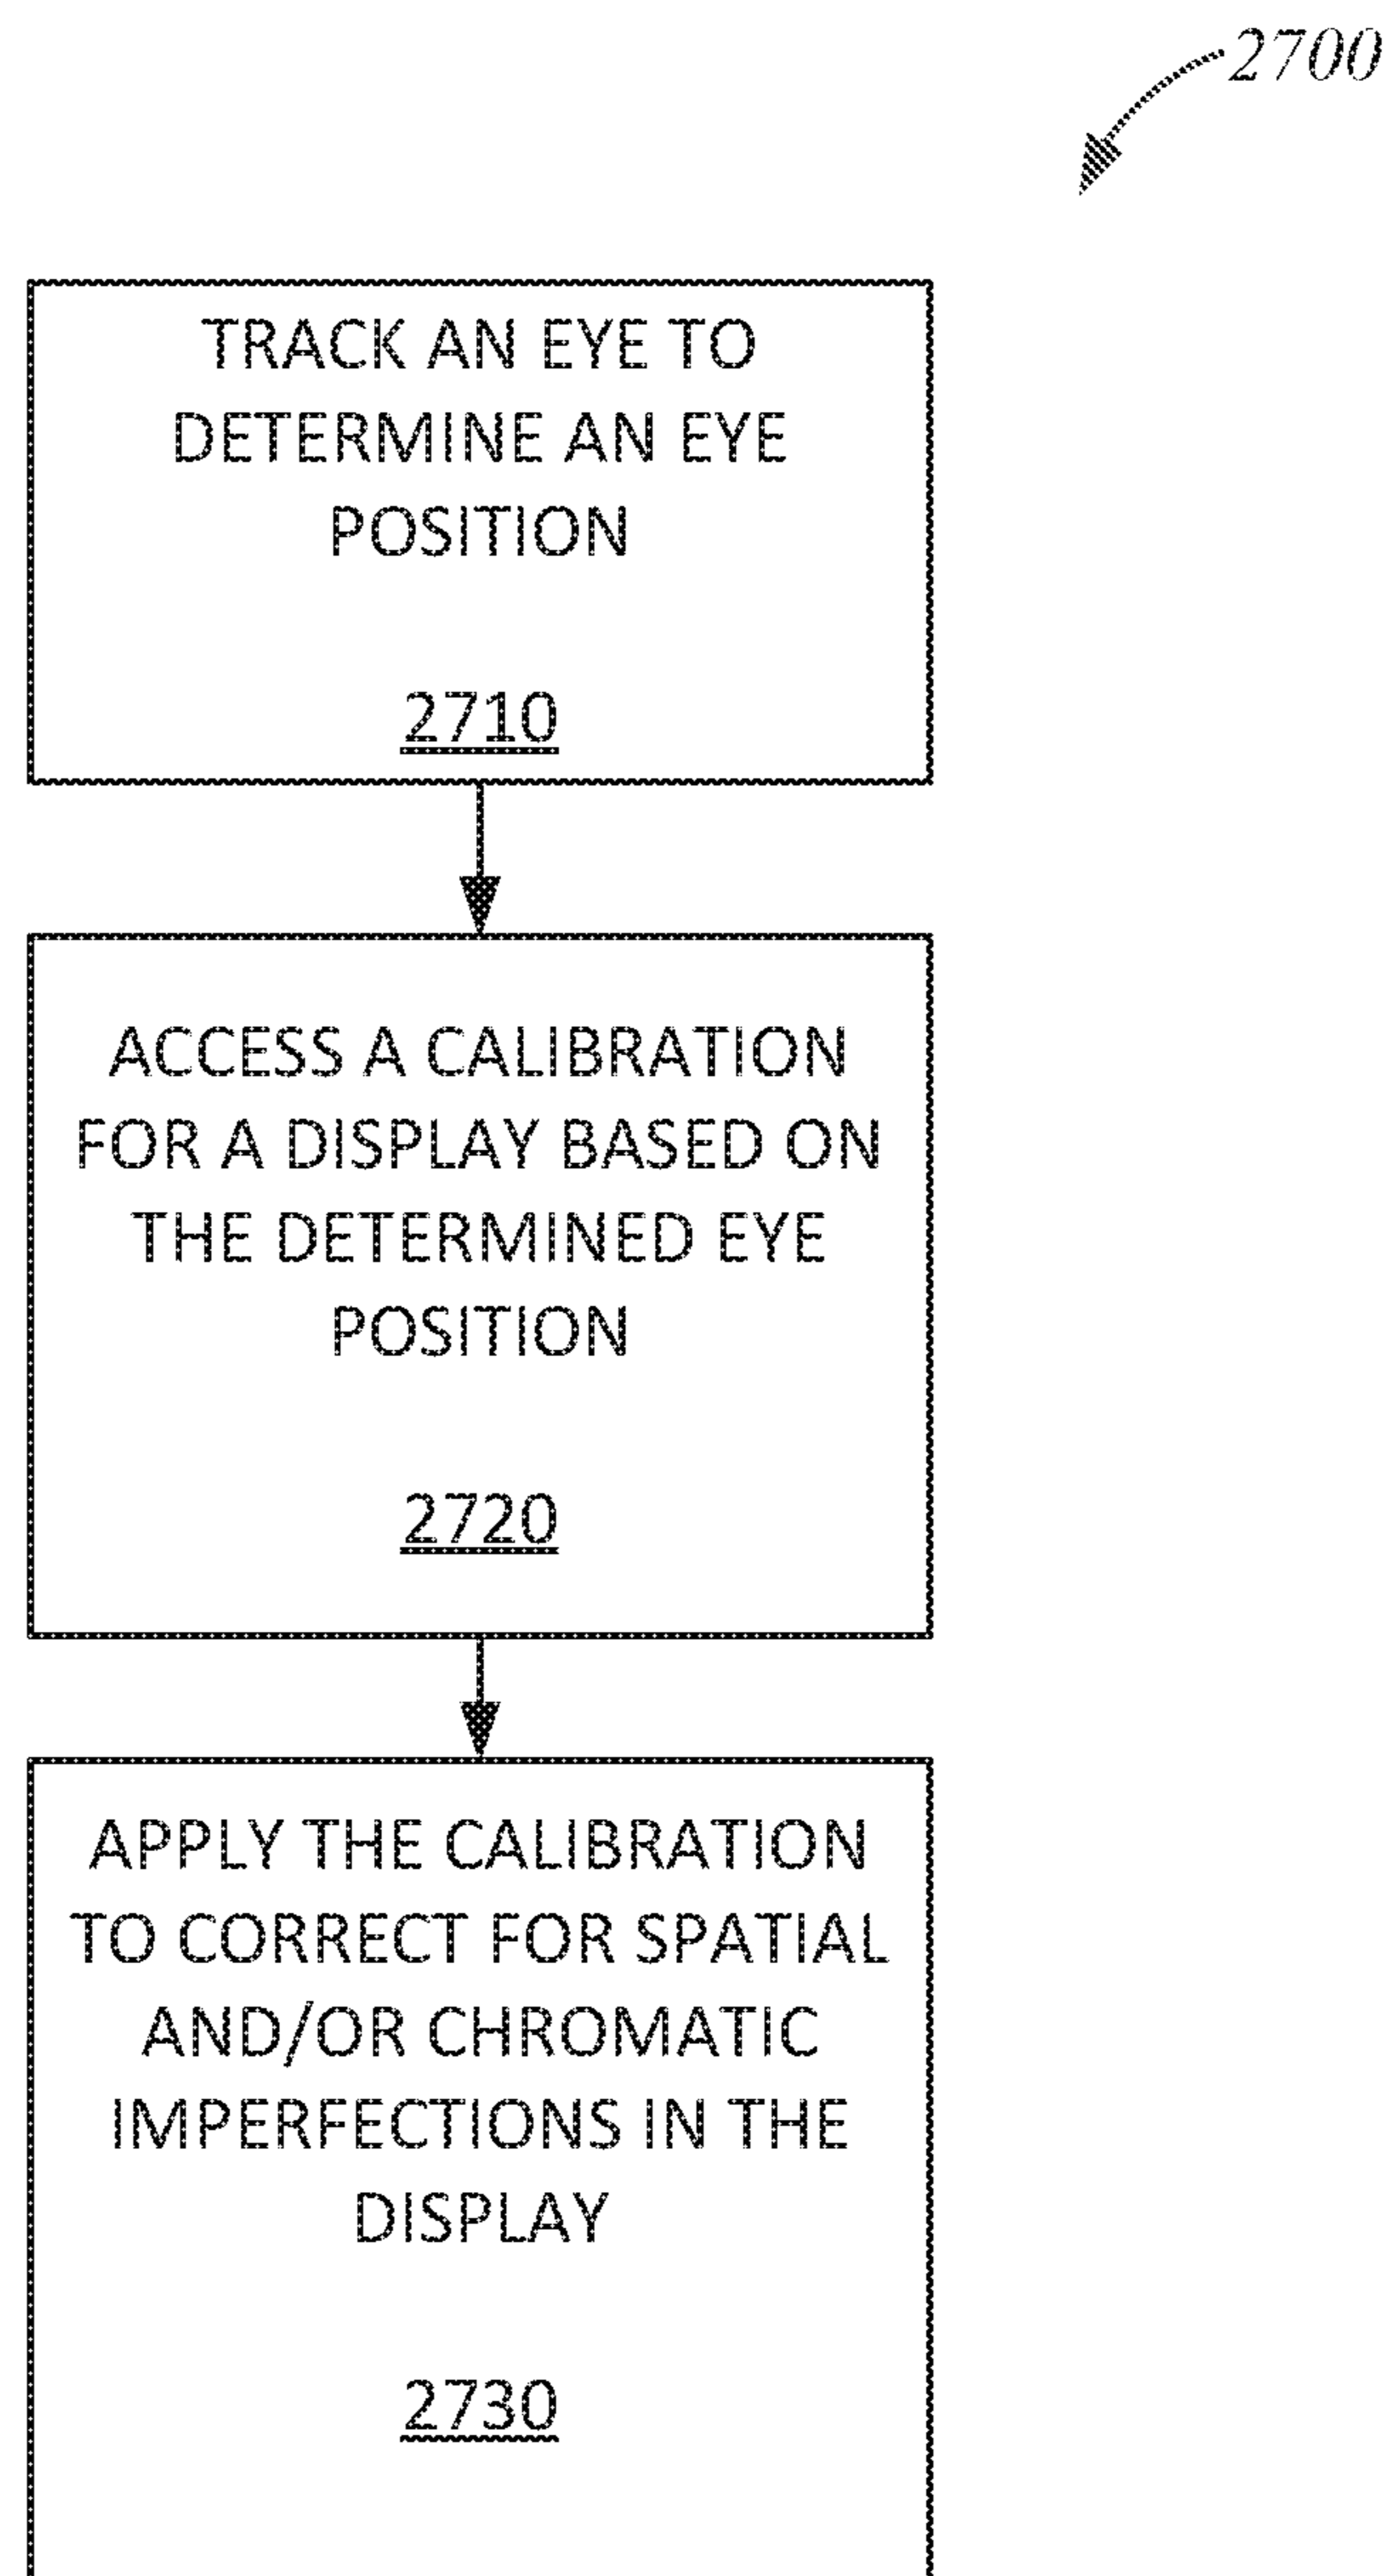 2700
TRACK AN EYE TO
DETERMINE AN EYE
POSITION
2710
ACCESS A CALIBRATION
FOR A DISPLAY BASED ON
THE DETERMINED EYE
POSITION
2720
APPLY THE CALIBRATION
TO CORRECT FOR SPATIAL
AND/OR CHROMATIC
IMPERFECTIONS IN THE
DISPLAY
2730